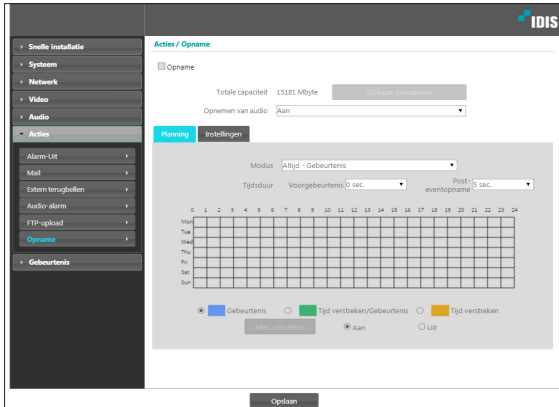 IDIS
Snelle installatie
Systeem
Netwerk
Video
Audio
Acties
Alarm-Uit
Mail
Extern terugbellen
Audio-alarm
FTP-upload
Opname
Gebeurtenis
Acties / Opname
Opname
Totale capaciteit 15181 Mbyte SD-kaart formatteren
Opnemen van audio Aan
Planning Instellingen
Modus Altijd - Gebeurtenis
Tijdsduur Voorgebeurtenis 0 sec. Post-eventopname 5 sec.
0 1 2 3 4 5 6 7 8 9 10 11 12 13 14 15 16 17 18 19 20 21 22 23 24
Mon
Tue
Wed
Thu
Fri
Sat
Sun
Gebeurtenis Tijd verstreken/Gebeurtenis Tijd verstreken
Alles selecteren Aan Uit
Opslaan